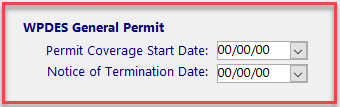 WPDES General Permit
Permit Coverage Start Date: 00/00/00
Notice of Termination Date: 00/00/00